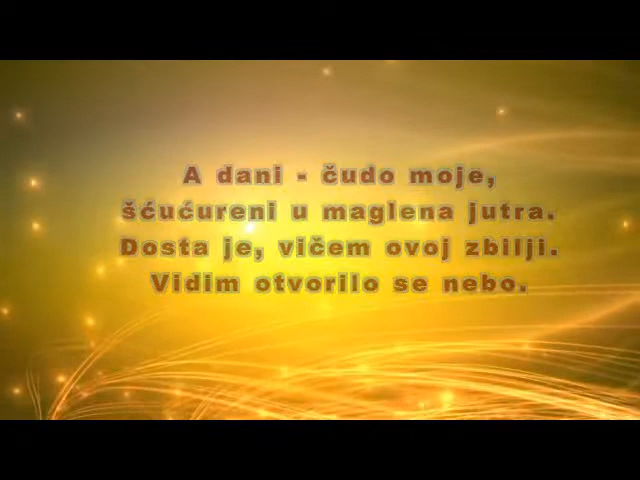 A dani - čudo moje,
šćućureni u maglena jutra.
Dosta je, vičem ovoj zbilji.
Vidim otvorilo se nebo.